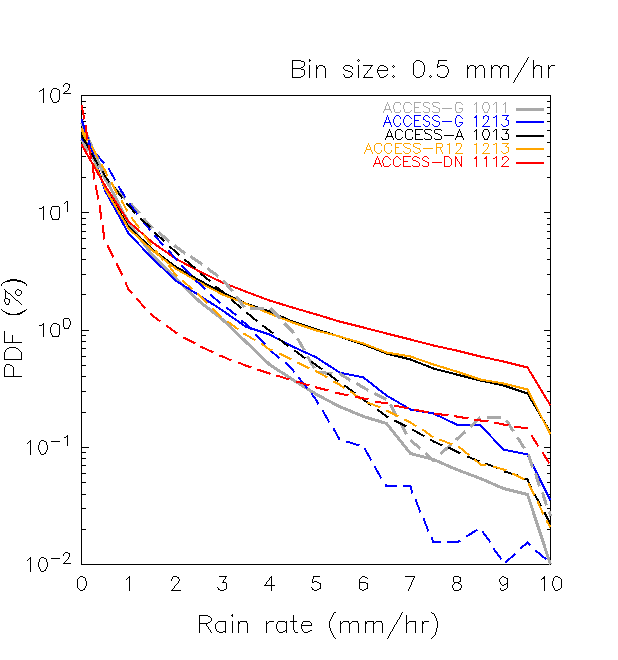 Bin size: 0.5 mm/hr
ACCESS-G 1011
ACCESS-G 1213
ACCESS-A 1013
ACCESS-R12 1213
ACCESS-DN 1112
PDF (%)
10²
10¹
10⁰
10⁻¹
10⁻²
0 1 2 3 4 5 6 7 8 9 10
Rain rate (mm/hr)